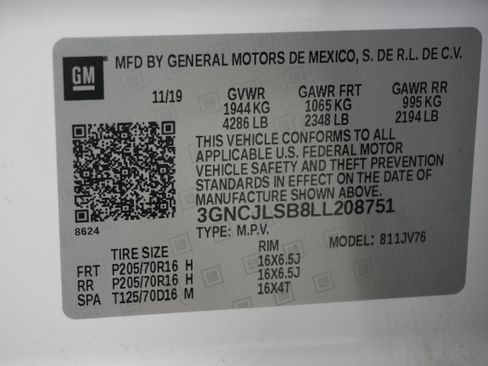 GM
MFD BY GENERAL MOTORS DE MEXICO, S. DE R.L. DE C.V.
11/19 GVWR GAWR FRT GAWR RR
1944 KG 1065 KG 995 KG
4286 LB 2348 LB 2194 LB
THIS VEHICLE CONFORMS TO ALL
APPLICABLE U.S. FEDERAL MOTOR
VEHICLE SAFETY AND THEFT PREVENTION
STANDARDS IN EFFECT ON THE DATE OF
MANUFACTURE SHOWN ABOVE.
3GNCJLSB8LL208751
8624
TYPE: M.P.V. MODEL: 811JV76
TIRE SIZE RIM
FRT P205/70R16 H 16X6.5J
RR P205/70R16 H 16X6.5J
SPA T125/70D16 M 16X4T